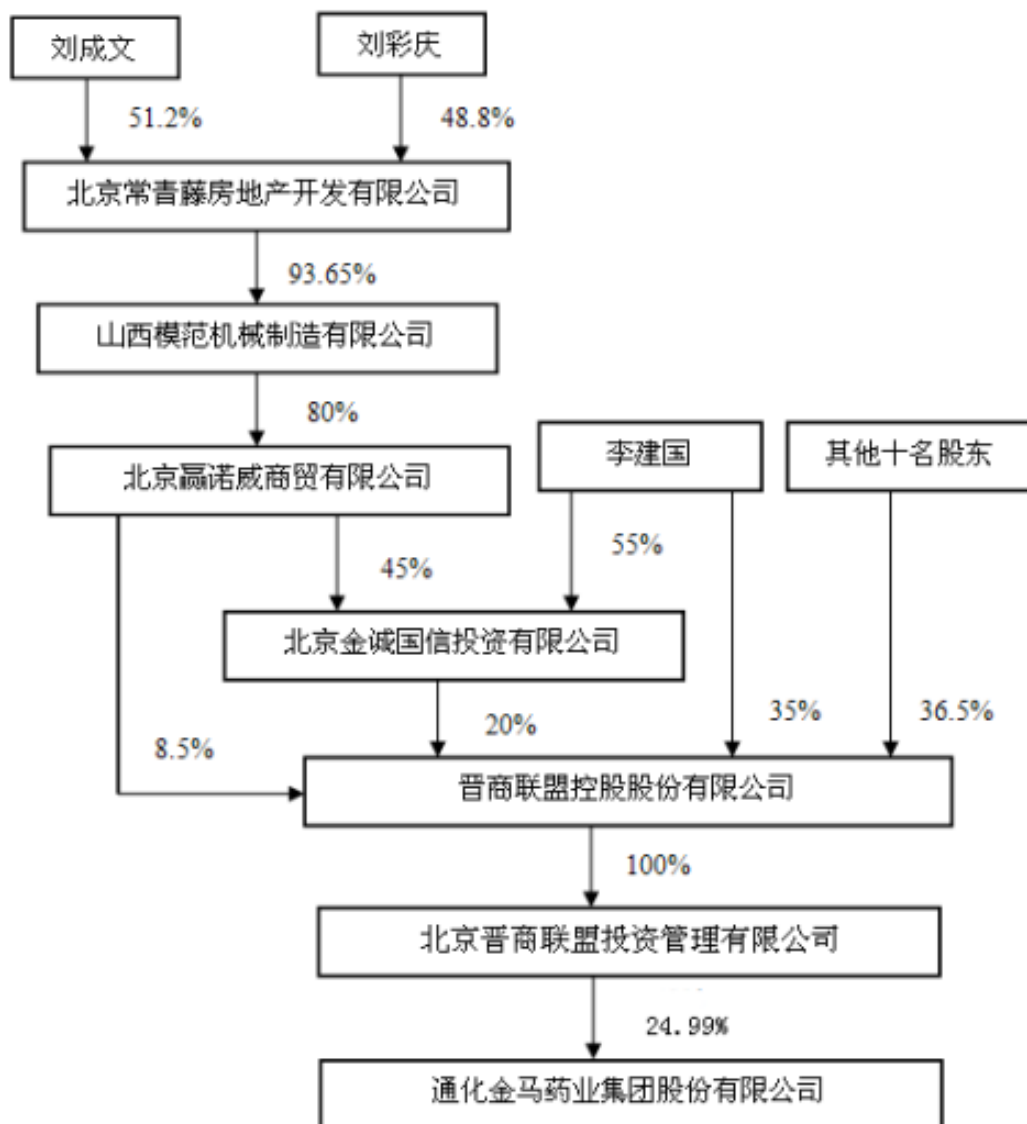 刘成文
刘彩庆
51.2%
48.8%
北京常青藤房地产开发有限公司
93.65%
山西模范机械制造有限公司
80%
北京赢诺威商贸有限公司
李建国
其他十名股东
45%
55%
北京金诚国信投资有限公司
8.5%
20%
35%
36.5%
晋商联盟控股股份有限公司
100%
北京晋商联盟投资管理有限公司
24.99%
通化金马药业集团股份有限公司